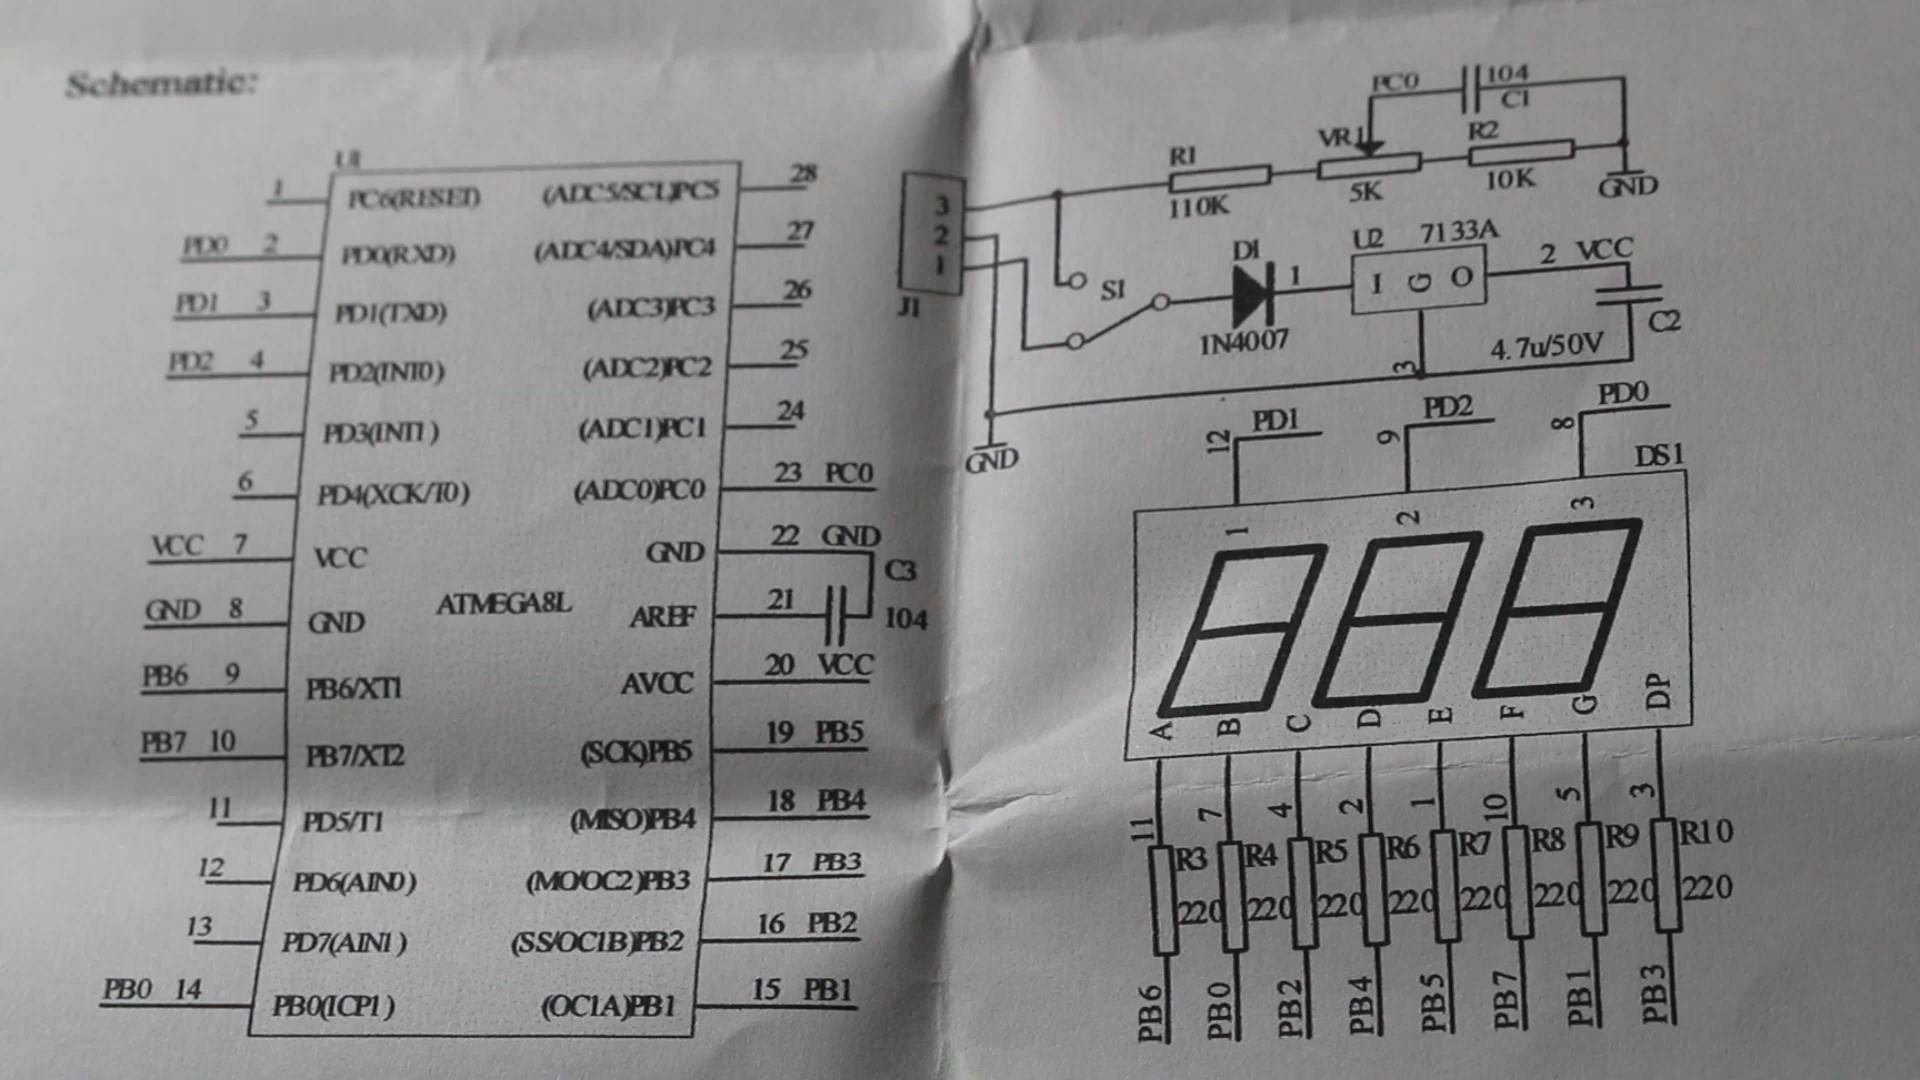 Schematic:
U1
1 PC6(RESET) (ADC5/SCL)PC5 28
PD0 2 PD0(RXD) (ADC4/SDA)PC4 27
PD1 3 PD1(TXD) (ADC3)PC3 26
PD2 4 PD2(INT0) (ADC2)PC2 25
5 PD3(INT1) (ADC1)PC1 24
6 PD4(XCK/T0) (ADC0)PC0 23 PC0
VCC 7 VCC GND 22 GND
C3
GND 8 GND ATMEGA8L AREF 21 104
PB6 9 PB6/XT1 AVCC 20 VCC
PB7 10 PB7/XT2 (SCK)PB5 19 PB5
11 PD5/T1 (MISO)PB4 18 PB4
12 PD6(AIN0) (MO/OC2)PB3 17 PB3
13 PD7(AIN1) (SS/OC1B)PB2 16 PB2
PB0 14 PB0(ICP1) (OC1A)PB1 15 PB1
PC0 104
C1
R1 VR1 R2
110K 5K 10K GND
3
2
1
J1
S1 D1 1 U2 7133A 2 VCC
I G O
1N4007 3 4.7u/50V C2
GND
12 PD1 9 PD2 8 PD0
DS1
1 2 3
A B C D E F G DP
11 7 4 2 1 10 5 3
R3 R4 R5 R6 R7 R8 R9 R10
220 220 220 220 220 220 220 220
PB6 PB0 PB2 PB4 PB5 PB7 PB1 PB3